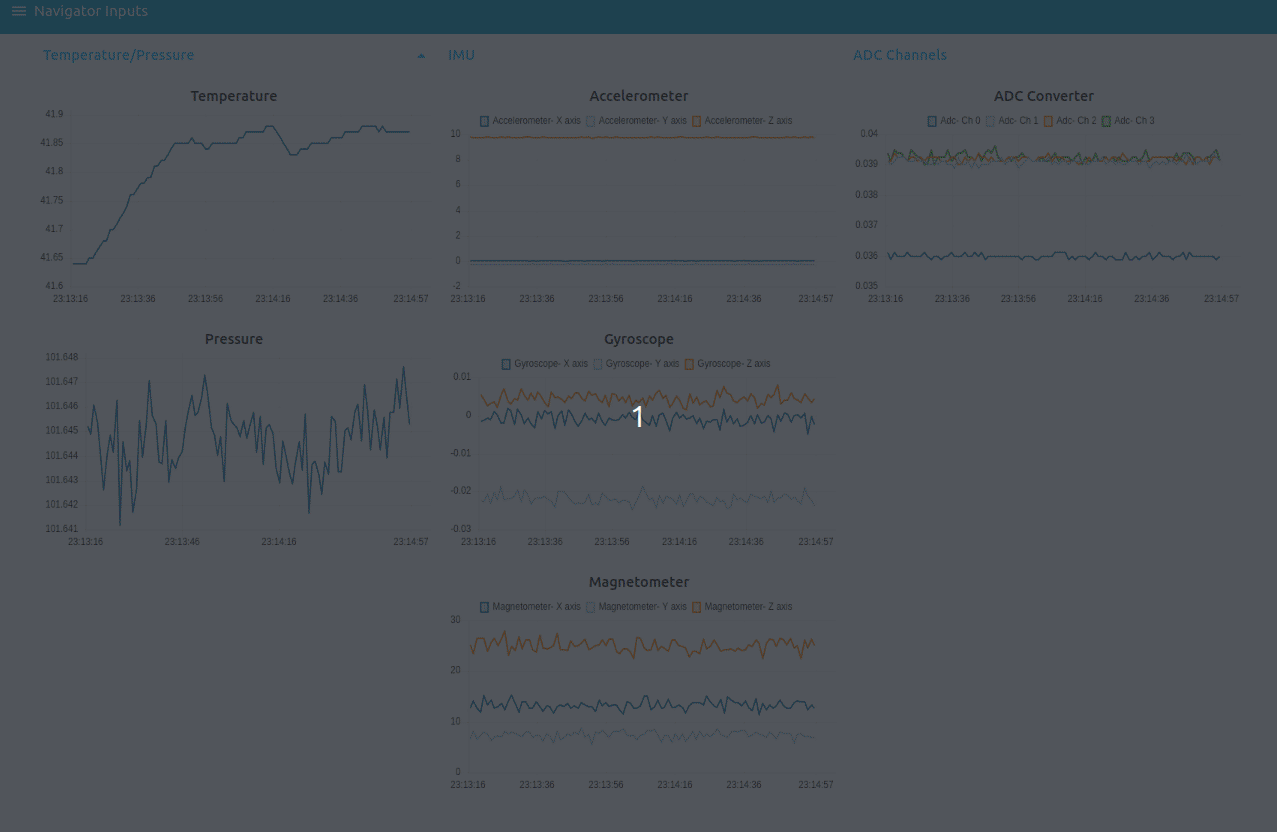 Navigator Inputs
Temperature/Pressure
Temperature
41.9
41.85
41.8
41.75
41.7
41.65
41.6
23:13:16 23:13:36 23:13:56 23:14:16 23:14:36 23:14:57
Pressure
101.648
101.647
101.646
101.645
101.644
101.643
101.642
101.641
23:13:16 23:13:46 23:14:16 23:14:57
IMU
Accelerometer
Accelerometer- X axis Accelerometer- Y axis Accelerometer- Z axis
10
8
6
4
2
0
-2
23:13:16 23:13:36 23:13:56 23:14:16 23:14:36 23:14:57
Gyroscope
Gyroscope- X axis Gyroscope- Y axis Gyroscope- Z axis
0.01
0
-0.01
-0.02
-0.03
23:13:16 23:13:36 23:13:56 23:14:16 23:14:36 23:14:57
1
Magnetometer
Magnetometer- X axis Magnetometer- Y axis Magnetometer- Z axis
30
20
10
0
23:13:16 23:13:36 23:13:56 23:14:16 23:14:36 23:14:57
ADC Channels
ADC Converter
Adc- Ch 0 Adc- Ch 1 Adc- Ch 2 Adc- Ch 3
0.04
0.039
0.038
0.037
0.036
0.035
23:13:16 23:13:36 23:13:56 23:14:16 23:14:36 23:14:57